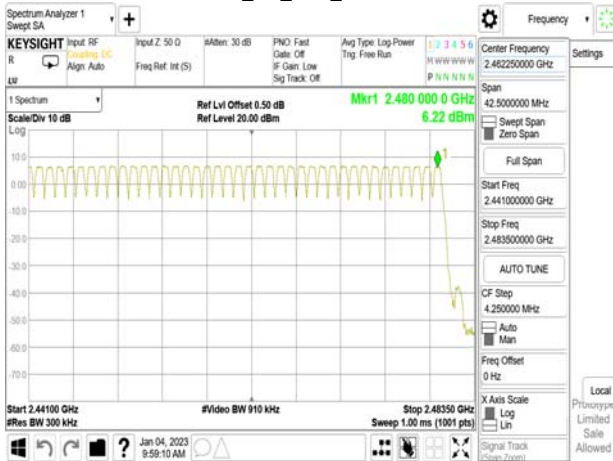 Spectrum Analyzer 1
Swept SA
Frequency
KEYSIGHT
R
LV
Input: RF
Coupling: DC
Align: Auto
Input Z: 50 Ω
Freq Ref: Int (S)
#Atten: 30 dB
PNO: Fast
Gate: Off
IF Gain: Low
Sig Track: Off
Avg Type: Log-Power
Trig: Free Run
1 2 3 4 5 6
M W W W W W
P N N N N N
1 Spectrum
Scale/Div 10 dB
Log
Ref Lvl Offset 0.50 dB
Ref Level 20.00 dBm
Mkr1 2.480 000 0 GHz
6.22 dBm
1
10.0
0.00
-10.0
-20.0
-30.0
-40.0
-50.0
-60.0
-70.0
Start 2.44100 GHz
#Res BW 300 kHz
#Video BW 910 kHz
Stop 2.48350 GHz
Sweep 1.00 ms (1001 pts)
Jan 04, 2023
9:59:10 AM
Center Frequency
2.462250000 GHz
Settings
Span
42.5000000 MHz
Swept Span
Zero Span
Full Span
Start Freq
2.441000000 GHz
Stop Freq
2.483500000 GHz
AUTO TUNE
CF Step
4.250000 MHz
Auto
Man
Freq Offset
0 Hz
X Axis Scale
Log
Lin
Signal Track
(Span Zoom)
Local
Prototype
Limited
Sale
Allowed